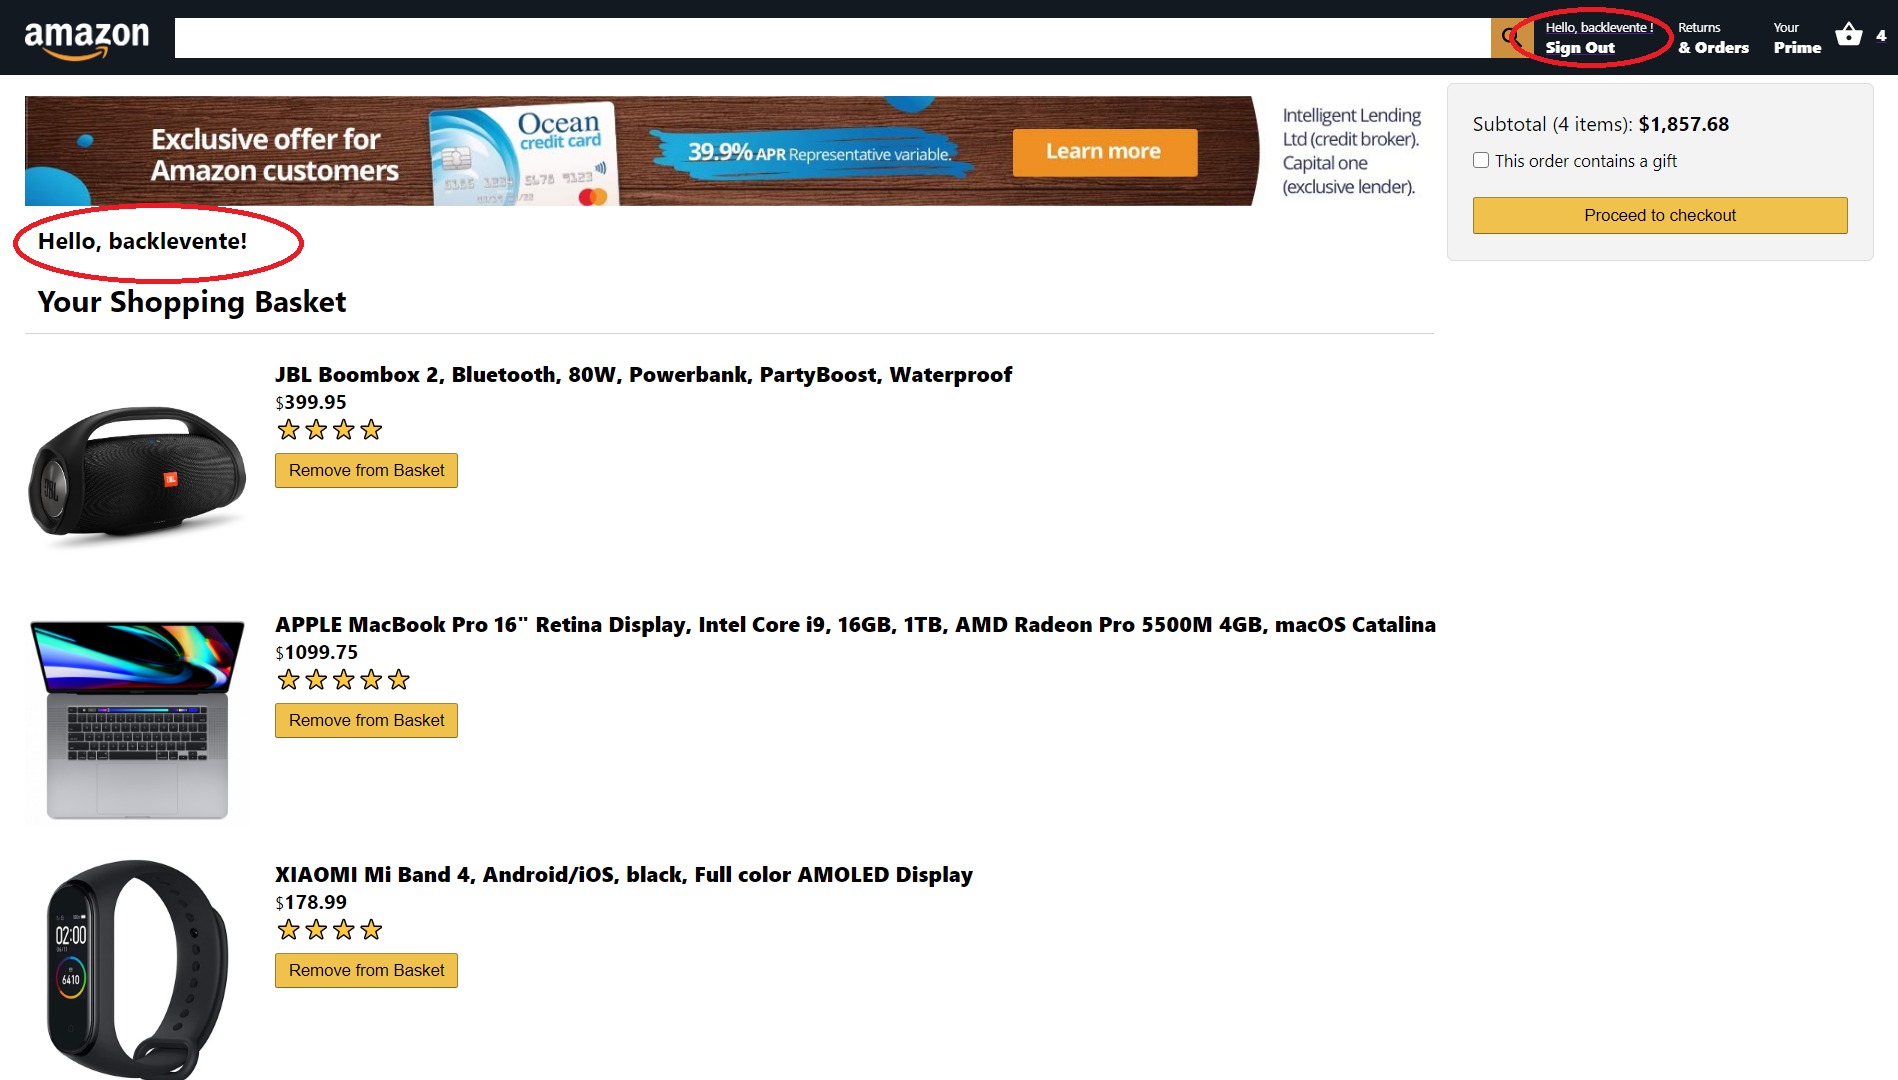 amazon
Hello, backlevente !
Sign Out
Returns
& Orders
Your
Prime
4
Exclusive offer for
Amazon customers
Ocean
credit card
39.9% APR Representative variable.
Learn more
Intelligent Lending
Ltd (credit broker).
Capital one
(exclusive lender).
Subtotal (4 items): $1,857.68
This order contains a gift
Proceed to checkout
Hello, backlevente!
Your Shopping Basket
JBL Boombox 2, Bluetooth, 80W, Powerbank, PartyBoost, Waterproof
$399.95
Remove from Basket
JBL
JBL
APPLE MacBook Pro 16" Retina Display, Intel Core i9, 16GB, 1TB, AMD Radeon Pro 5500M 4GB, macOS Catalina
$1099.75
Remove from Basket
XIAOMI Mi Band 4, Android/iOS, black, Full color AMOLED Display
$178.99
Remove from Basket
02:00
6410